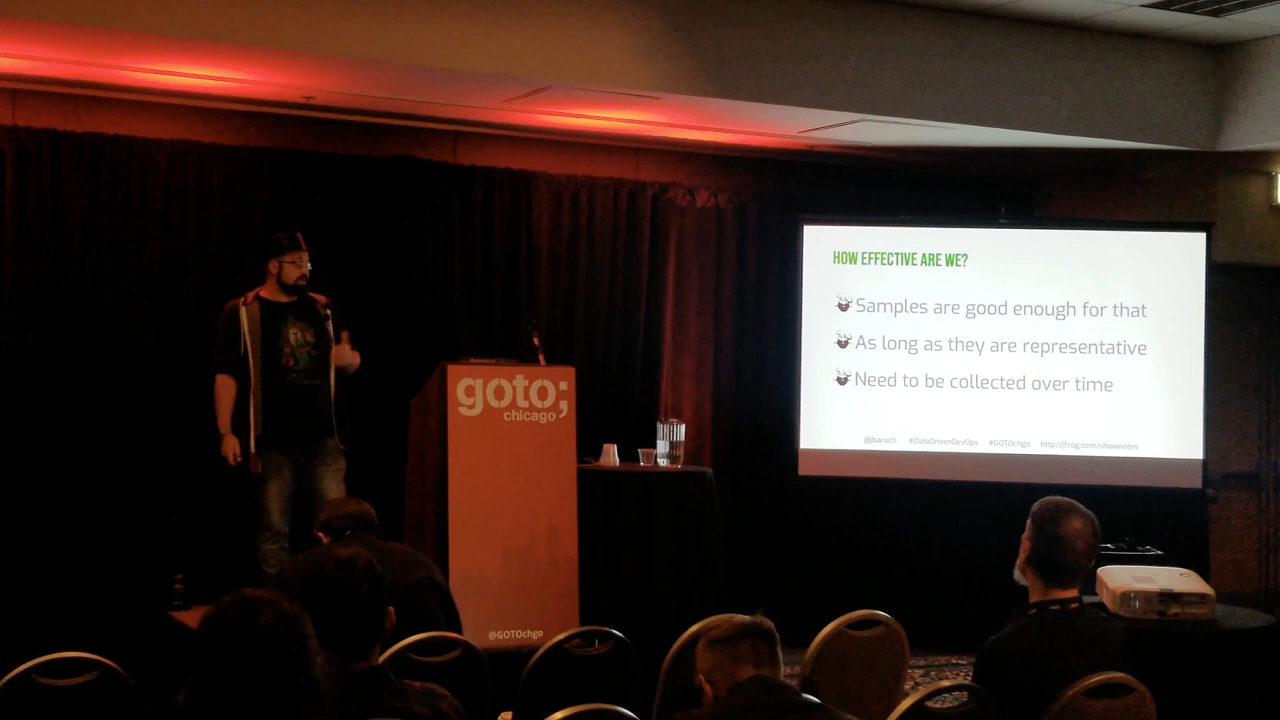 goto;
chicago
@GOTOchgo
HOW EFFECTIVE ARE WE?
Samples are good enough for that
As long as they are representative
Need to be collected over time
@jbaruch #DataDrivenDevOps #GOTOchgo http://jfrog.com/shownotes